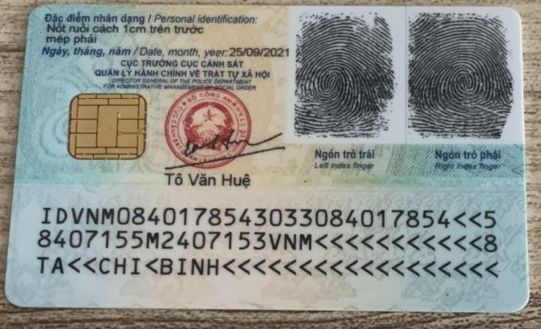 Đặc điểm nhân dạng / Personal identification:
Nốt ruồi cách 1cm trên trước
mép phải
Ngày, tháng, năm / Date, month, year: 25/09/2021
CỤC TRƯỞNG CỤC CẢNH SÁT
QUẢN LÝ HÀNH CHÍNH VỀ TRẬT TỰ XÃ HỘI
DIRECTOR GENERAL OF THE POLICE DEPARTMENT
FOR ADMINISTRATIVE MANAGEMENT OF SOCIAL ORDER
Tô Văn Huệ
Ngón trỏ trái
Left index finger
Ngón trỏ phải
Right index finger
IDVNM0840178543033084017854<<5
8407155M2407153VNM<<<<<<<<<<<8
TA<<CHI<BINH<<<<<<<<<<<<<<<<<<